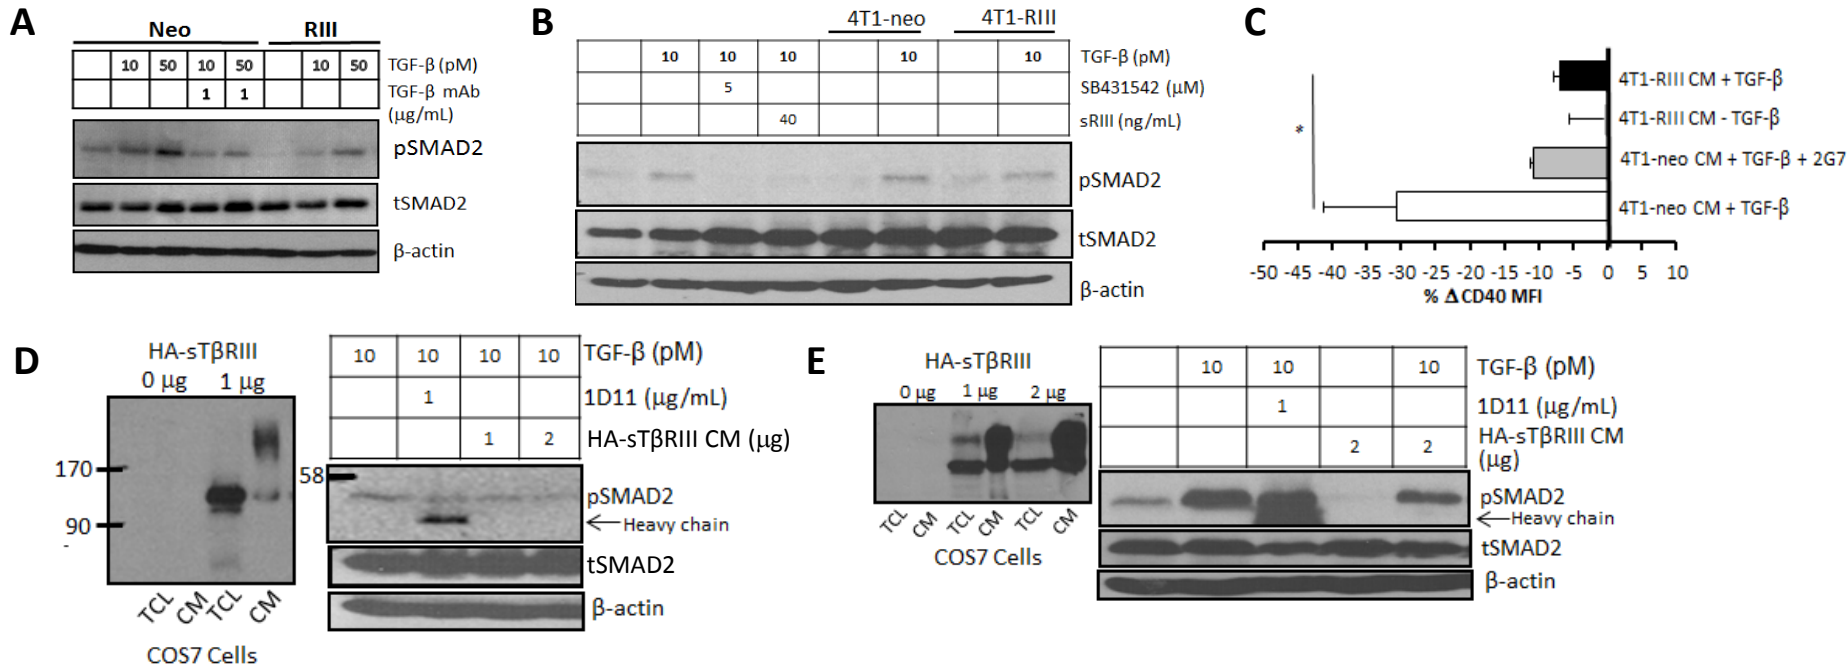 A
Neo RIII
10 50 10 50 10 50 TGF-β (pM)
1 1 TGF-β mAb
(μg/mL)
pSMAD2
tSMAD2
β-actin
B
4T1-neo 4T1-RIII
10 10 10 10 10 TGF-β (pM)
5 SB431542 (μM)
40 sRIII (ng/mL)
pSMAD2
tSMAD2
β-actin
C
4T1-RIII CM + TGF-β
4T1-RIII CM - TGF-β
4T1-neo CM + TGF-β + 2G7
4T1-neo CM + TGF-β
*
-50 -45 -40 -35 -30 -25 -20 -15 -10 -5 0 5 10
% Δ CD40 MFI
D
HA-sTβRIII
0 μg 1 μg
170
90
-
TCL CM TCL CM
COS7 Cells
10 10 10 10 TGF-β (pM)
1 1D11 (μg/mL)
1 2 HA-sTβRIII CM (μg)
58
pSMAD2
Heavy chain
tSMAD2
β-actin
E
HA-sTβRIII
0 μg 1 μg 2 μg
TCL CM TCL CM TCL CM
COS7 Cells
10 10 10 TGF-β (pM)
1 1D11 (μg/mL)
2 2 HA-sTβRIII CM
(μg)
pSMAD2
Heavy chain
tSMAD2
β-actin